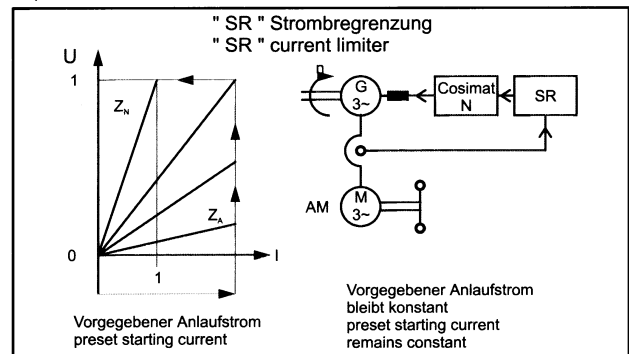 " SR " Strombregrenzung
" SR " current limiter
U
1
Z_N
Z_A
0
1
I
Vorgegebener Anlaufstrom
preset starting current
n
G
3~
Cosimat
N
SR
AM
M
3~
Vorgegebener Anlaufstrom
bleibt konstant
preset starting current
remains constant